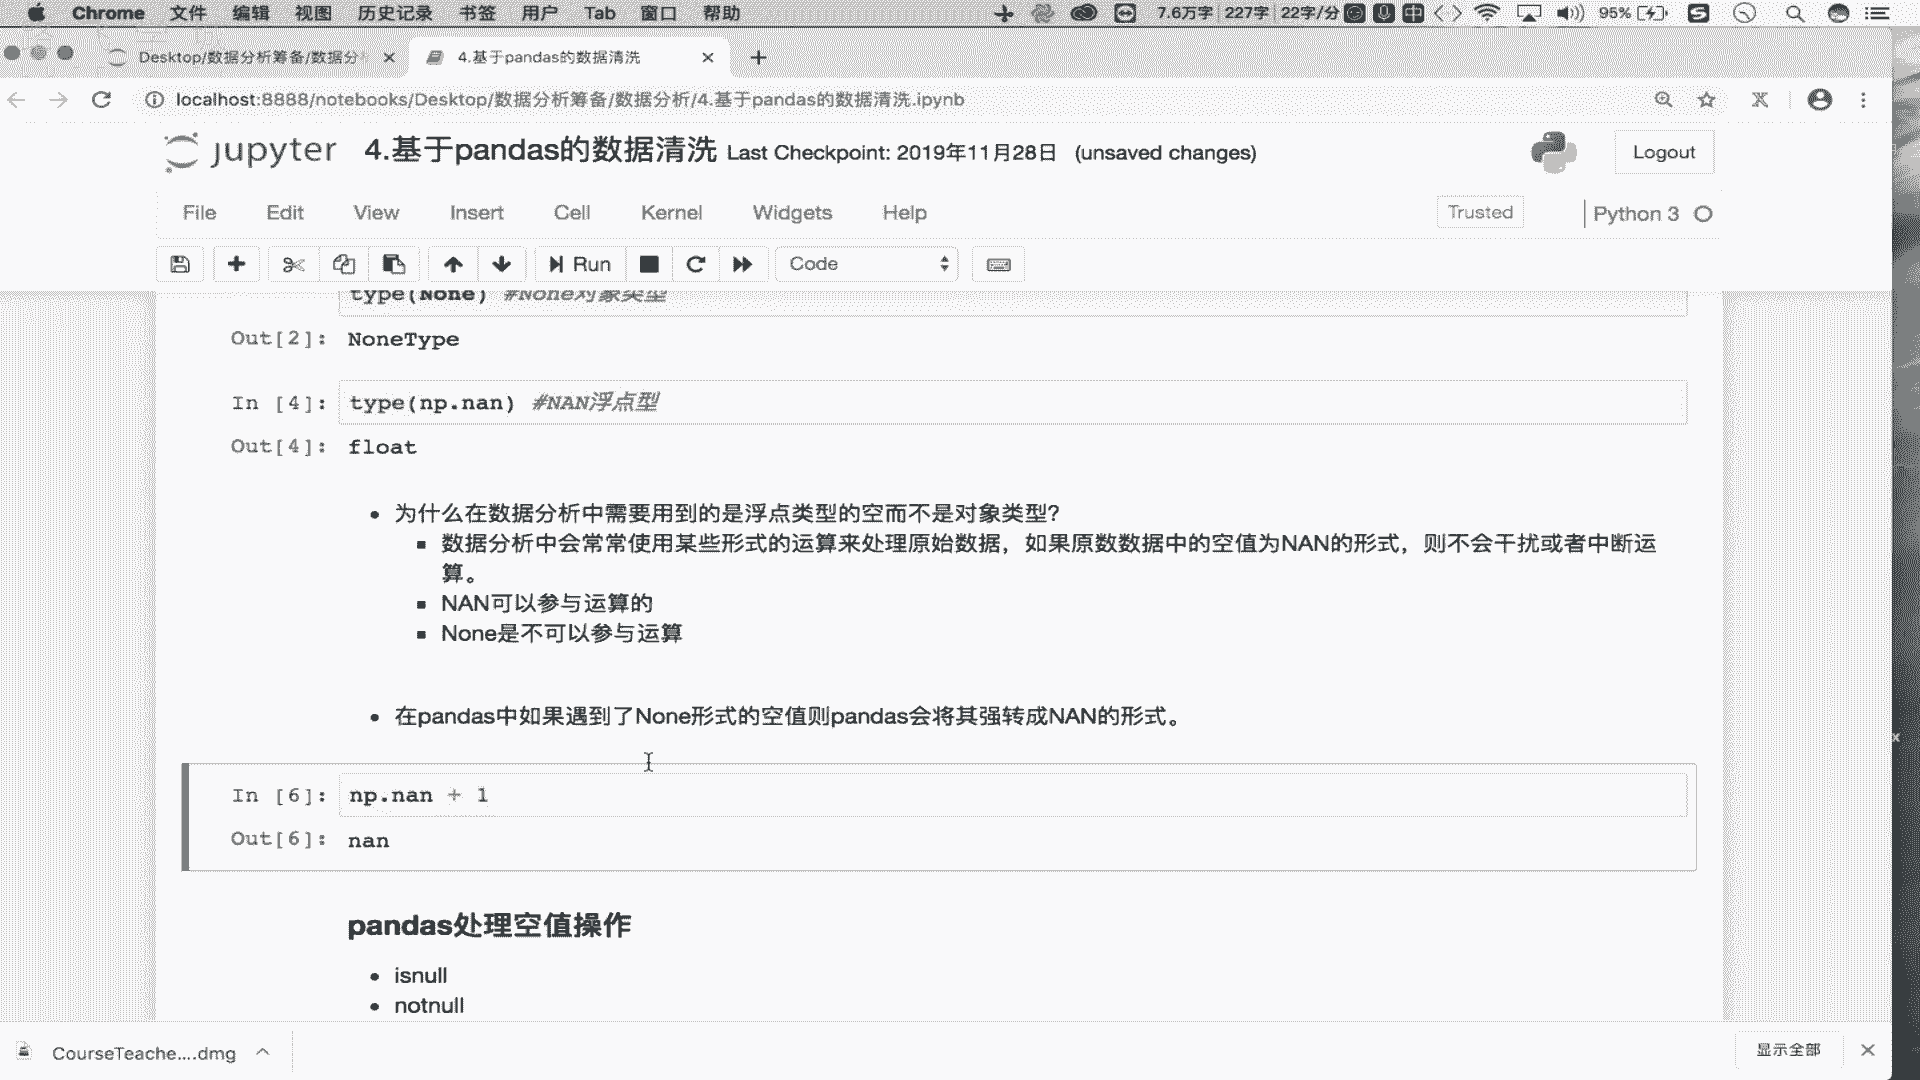 Chrome 文件 编辑 视图 历史记录 书签 用户 Tab 窗口 帮助 7.6万字 227字 22字/分 中 95%
Desktop/数据分析筹备/数据分 4.基于pandas的数据清洗
localhost:8888/notebooks/Desktop/数据分析筹备/数据分析/4.基于pandas的数据清洗.ipynb
jupyter 4.基于pandas的数据清洗 Last Checkpoint: 2019年11月28日 (unsaved changes) Logout
File Edit View Insert Cell Kernel Widgets Help Trusted Python 3
Run Code
type(None) #None对象类型
Out[2]: NoneType
In [4]: type(np.nan) #NAN浮点型
Out[4]: float
为什么在数据分析中需要用到的是浮点类型的空而不是对象类型?
数据分析中会常常使用某些形式的运算来处理原始数据，如果原数数据中的空值为NAN的形式，则不会干扰或者中断运
算。
NAN可以参与运算的
None是不可以参与运算
在pandas中如果遇到了None形式的空值则pandas会将其强转成NAN的形式。
In [6]: np.nan + 1
Out[6]: nan
pandas处理空值操作
isnull
notnull
CourseTeache....dmg 显示全部